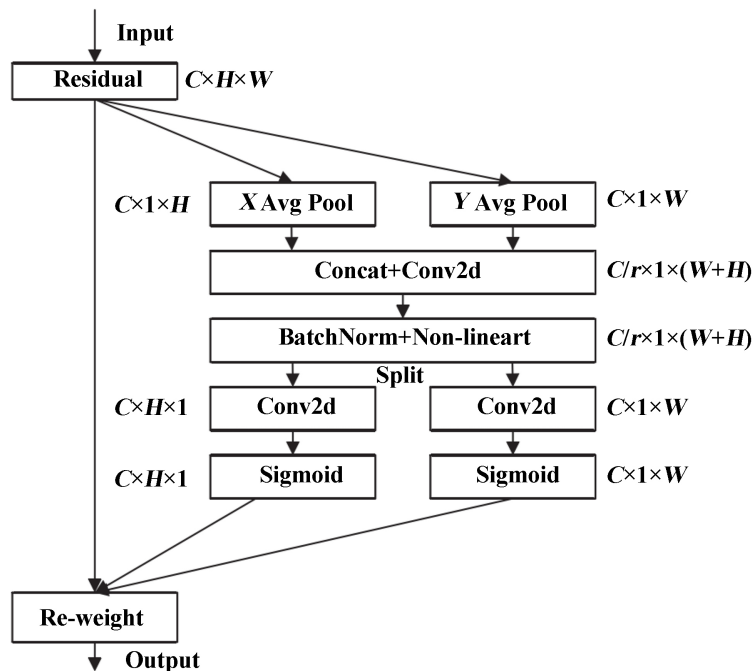 Input
Residual C×H×W
C×1×H X Avg Pool Y Avg Pool C×1×W
Concat+Conv2d C/r×1×(W+H)
BatchNorm+Non-lineart C/r×1×(W+H)
Split
C×H×1 Conv2d Conv2d C×1×W
C×H×1 Sigmoid Sigmoid C×1×W
Re-weight
Output